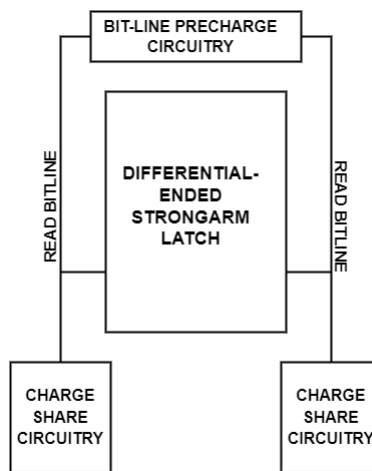 BIT-LINE PRECHARGE
CIRCUITRY
READ BITLINE
DIFFERENTIAL-
ENDED
STRONGARM
LATCH
READ BITLINE
CHARGE
SHARE
CIRCUITRY
CHARGE
SHARE
CIRCUITRY